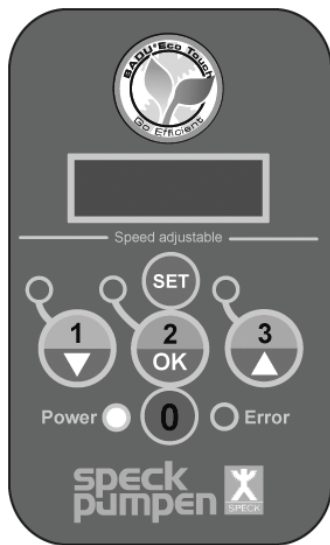 BADU®Eco Touch
Go Efficient
Speed adjustable
SET
1 2 3
OK
Power 0 Error
speck
pumpen
SPECK